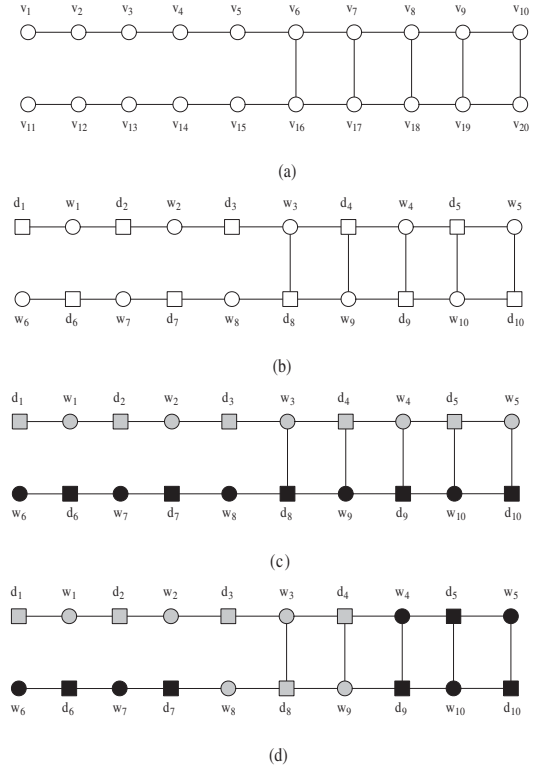 v₁ v₂ v₃ v₄ v₅ v₆ v₇ v₈ v₉ v₁₀
v₁₁ v₁₂ v₁₃ v₁₄ v₁₅ v₁₆ v₁₇ v₁₈ v₁₉ v₂₀
(a)
d₁ w₁ d₂ w₂ d₃ w₃ d₄ w₄ d₅ w₅
w₆ d₆ w₇ d₇ w₈ d₈ w₉ d₉ w₁₀ d₁₀
(b)
d₁ w₁ d₂ w₂ d₃ w₃ d₄ w₄ d₅ w₅
w₆ d₆ w₇ d₇ w₈ d₈ w₉ d₉ w₁₀ d₁₀
(c)
d₁ w₁ d₂ w₂ d₃ w₃ d₄ w₄ d₅ w₅
w₆ d₆ w₇ d₇ w₈ d₈ w₉ d₉ w₁₀ d₁₀
(d)